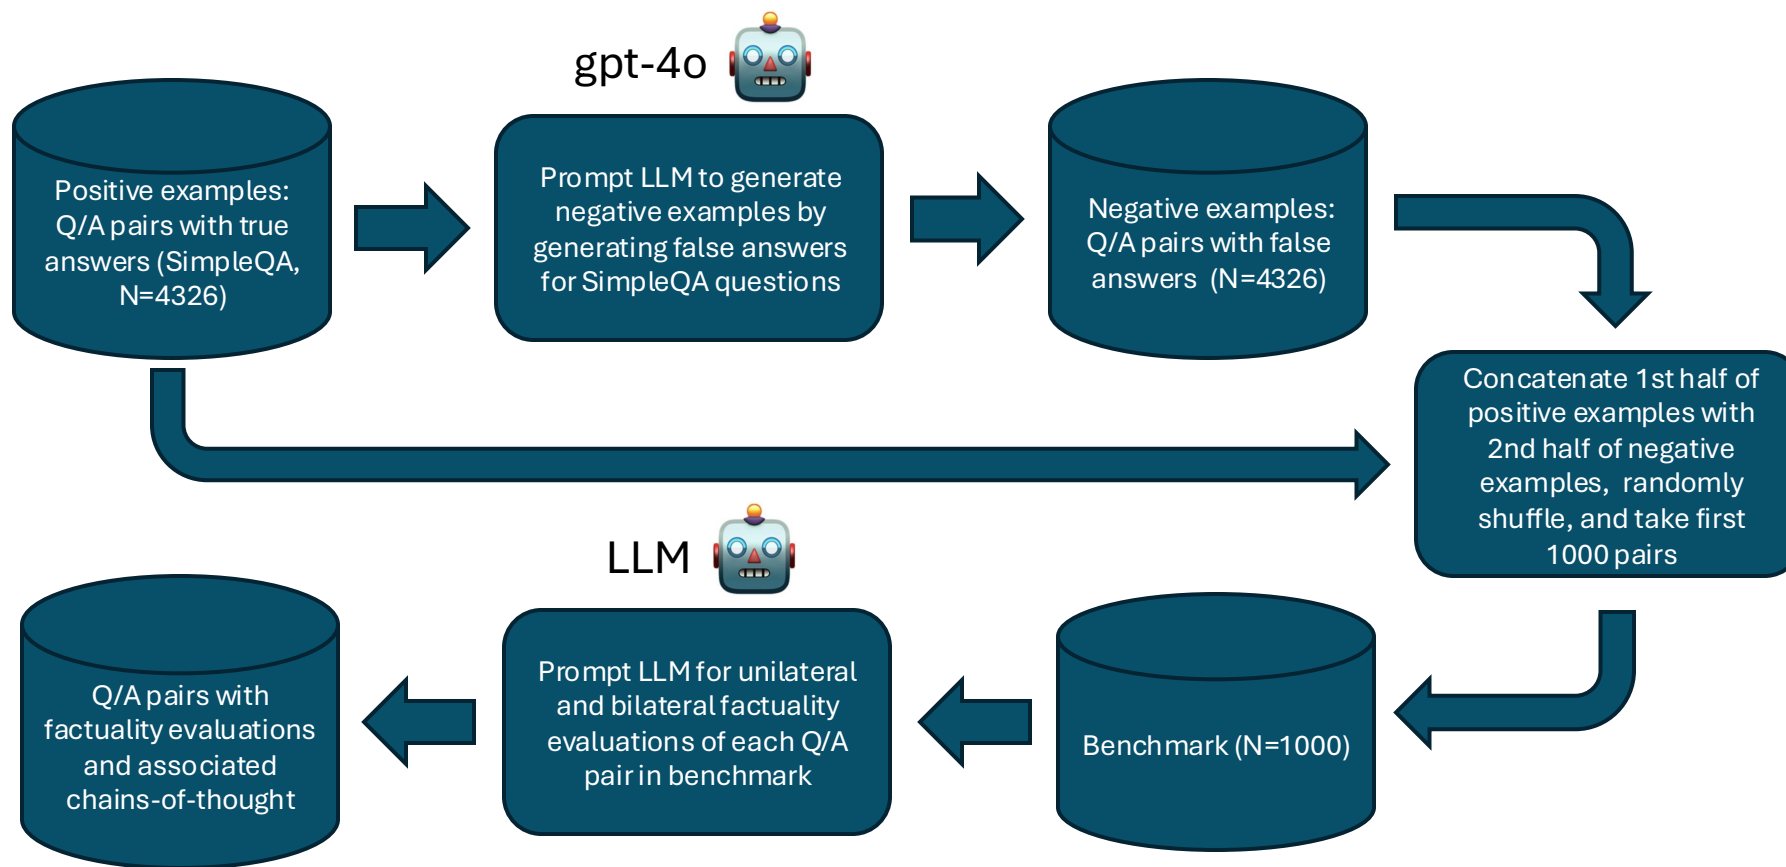 gpt-4o
Positive examples:
Q/A pairs with true
answers (SimpleQA,
N=4326)
Prompt LLM to generate
negative examples by
generating false answers
for SimpleQA questions
Negative examples:
Q/A pairs with false
answers (N=4326)
Concatenate 1st half of
positive examples with
2nd half of negative
examples, randomly
shuffle, and take first
1000 pairs
LLM
Q/A pairs with
factuality evaluations
and associated
chains-of-thought
Prompt LLM for unilateral
and bilateral factuality
evaluations of each Q/A
pair in benchmark
Benchmark (N=1000)